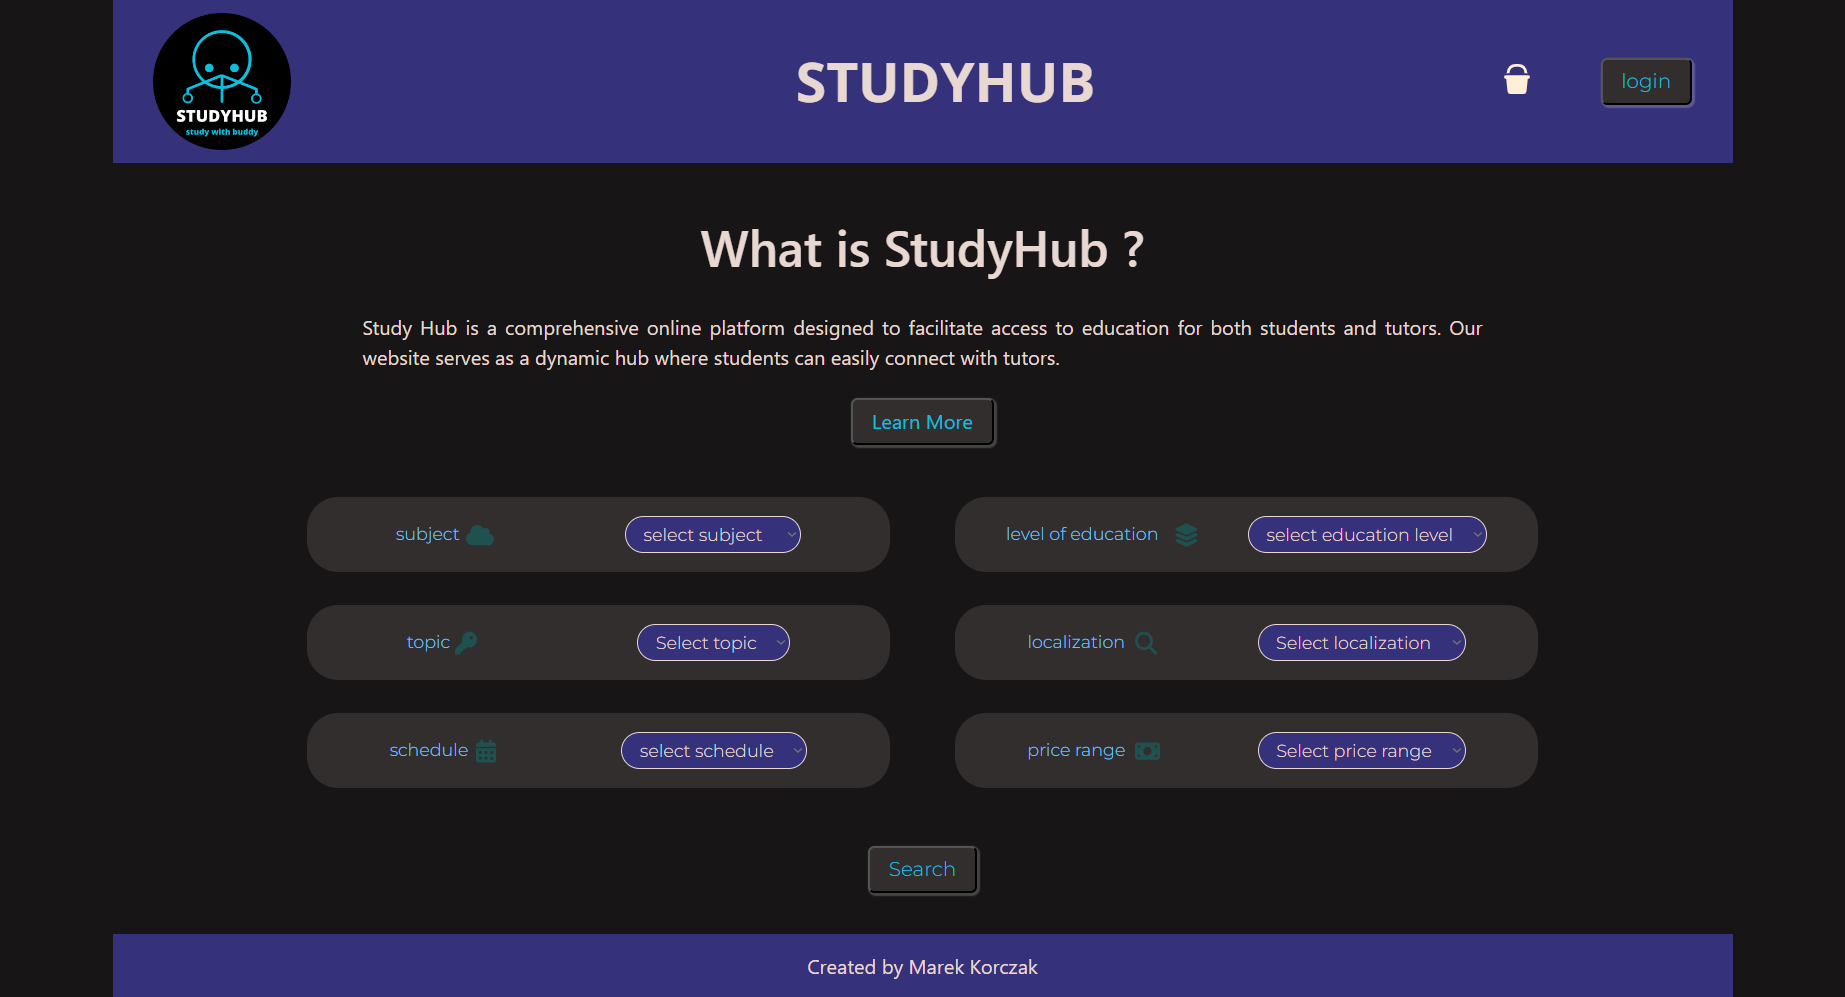 STUDYHUB
study with buddy
STUDYHUB
login
What is StudyHub ?
Study Hub is a comprehensive online platform designed to facilitate access to education for both students and tutors. Our
website serves as a dynamic hub where students can easily connect with tutors.
Learn More
subject
select subject
level of education
select education level
topic
Select topic
localization
Select localization
schedule
select schedule
price range
Select price range
Search
Created by Marek Korczak